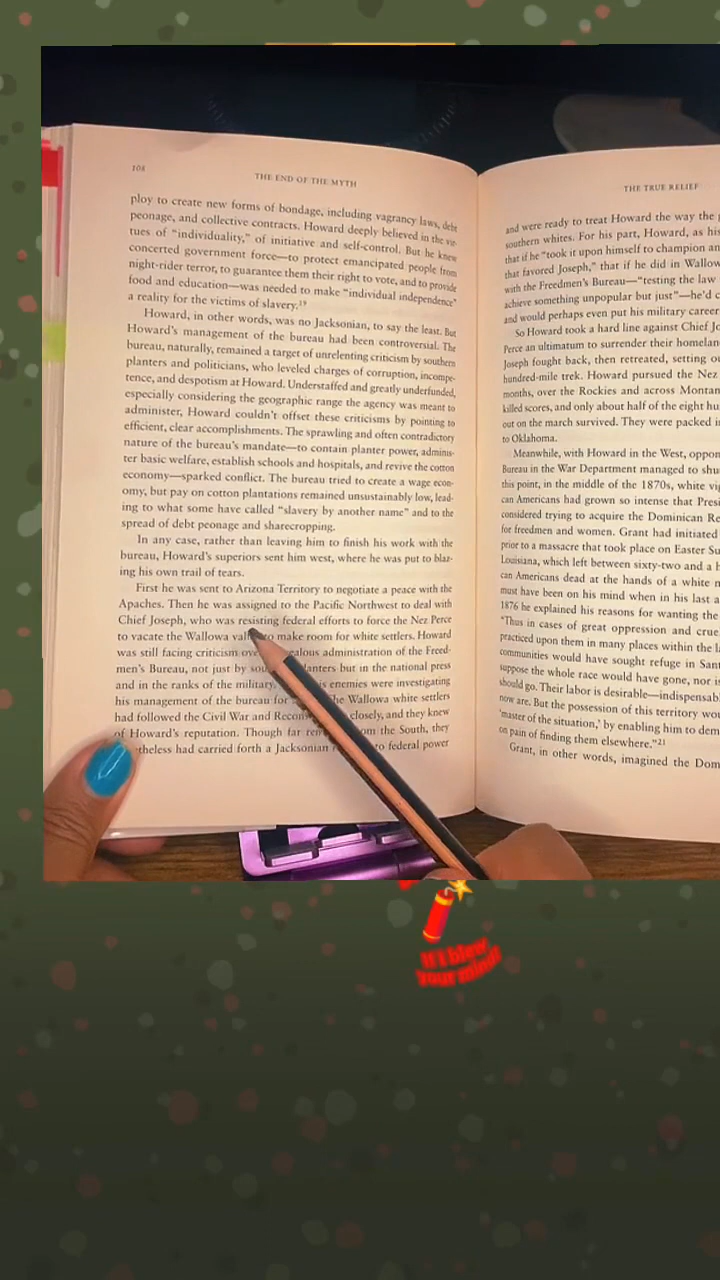 108
THE END OF THE MYTH
ploy to create new forms of bondage, including vagrancy laws, debt
peonage, and collective contracts. Howard deeply believed in the vir-
tues of “individuality,” of initiative and self-control. But he knew
concerted government force—to protect emancipated people from
night-rider terror, to guarantee them their right to vote, and to provide
food and education—was needed to make “individual independence”
a reality for the victims of slavery.19
Howard, in other words, was no Jacksonian, to say the least. But
Howard’s management of the bureau had been controversial. The
bureau, naturally, remained a target of unrelenting criticism by southern
planters and politicians, who leveled charges of corruption, incompe-
tence, and despotism at Howard. Understaffed and greatly underfunded,
especially considering the geographic range the agency was meant to
administer, Howard couldn’t offset these criticisms by pointing to
efficient, clear accomplishments. The sprawling and often contradictory
nature of the bureau’s mandate—to contain planter power, adminis-
ter basic welfare, establish schools and hospitals, and revive the cotton
economy—sparked conflict. The bureau tried to create a wage econ-
omy, but pay on cotton plantations remained unsustainably low, lead-
ing to what some have called “slavery by another name” and to the
spread of debt peonage and sharecropping.
In any case, rather than leaving him to finish his work with the
bureau, Howard’s superiors sent him west, where he was put to blaz-
ing his own trail of tears.
First he was sent to Arizona Territory to negotiate a peace with the
Apaches. Then he was assigned to the Pacific Northwest to deal with
Chief Joseph, who was resisting federal efforts to force the Nez Perce
to vacate the Wallowa to make room for white settlers. Howard
was still facing criticism administration of the Freed-
men’s Bureau, not just by but in the national press
and in the ranks of the military. enemies were investigating
his management of the bureau for Wallowa white settlers
had followed the Civil War and closely, and they knew
of Howard’s reputation. Though far the South, they
had carried forth a Jacksonian to federal power
THE TRUE RELIEF
and were ready to treat Howard the way the
southern whites. For his part, Howard, as his
that if he “took it upon himself to champion an
that favored Joseph,” that if he did in Wallow
with the Freedmen’s Bureau—“testing the law
achieve something unpopular but just”—he’d
and would perhaps even put his military career
So Howard took a hard line against Chief Jo
Perce an ultimatum to surrender their homelan
Joseph fought back, then retreated, setting o
hundred-mile trek. Howard pursued the Nez
months, over the Rockies and across Montan
killed scores, and only about half of the eight hu
out on the march survived. They were packed i
to Oklahoma.
Meanwhile, with Howard in the West, oppon
Bureau in the War Department managed to shu
this point, in the middle of the 1870s, white vig
can Americans had grown so intense that Presi
considered trying to acquire the Dominican Re
for freedmen and women. Grant had initiated
prior to a massacre that took place on Easter Su
Louisiana, which left between sixty-two and a h
can Americans dead at the hands of a white m
must have been on his mind when in his last a
1876 he explained his reasons for wanting the
“Thus in cases of great oppression and crue
practiced upon them in many places within the la
communities would have sought refuge in Sant
suppose the whole race would have gone, nor is
should go. Their labor is desirable—indispensab
now are. But the possession of this territory wou
‘master of the situation,’ by enabling him to dem
on pain of finding them elsewhere.”21
Grant, in other words, imagined the Dom
If I blew
your mind!